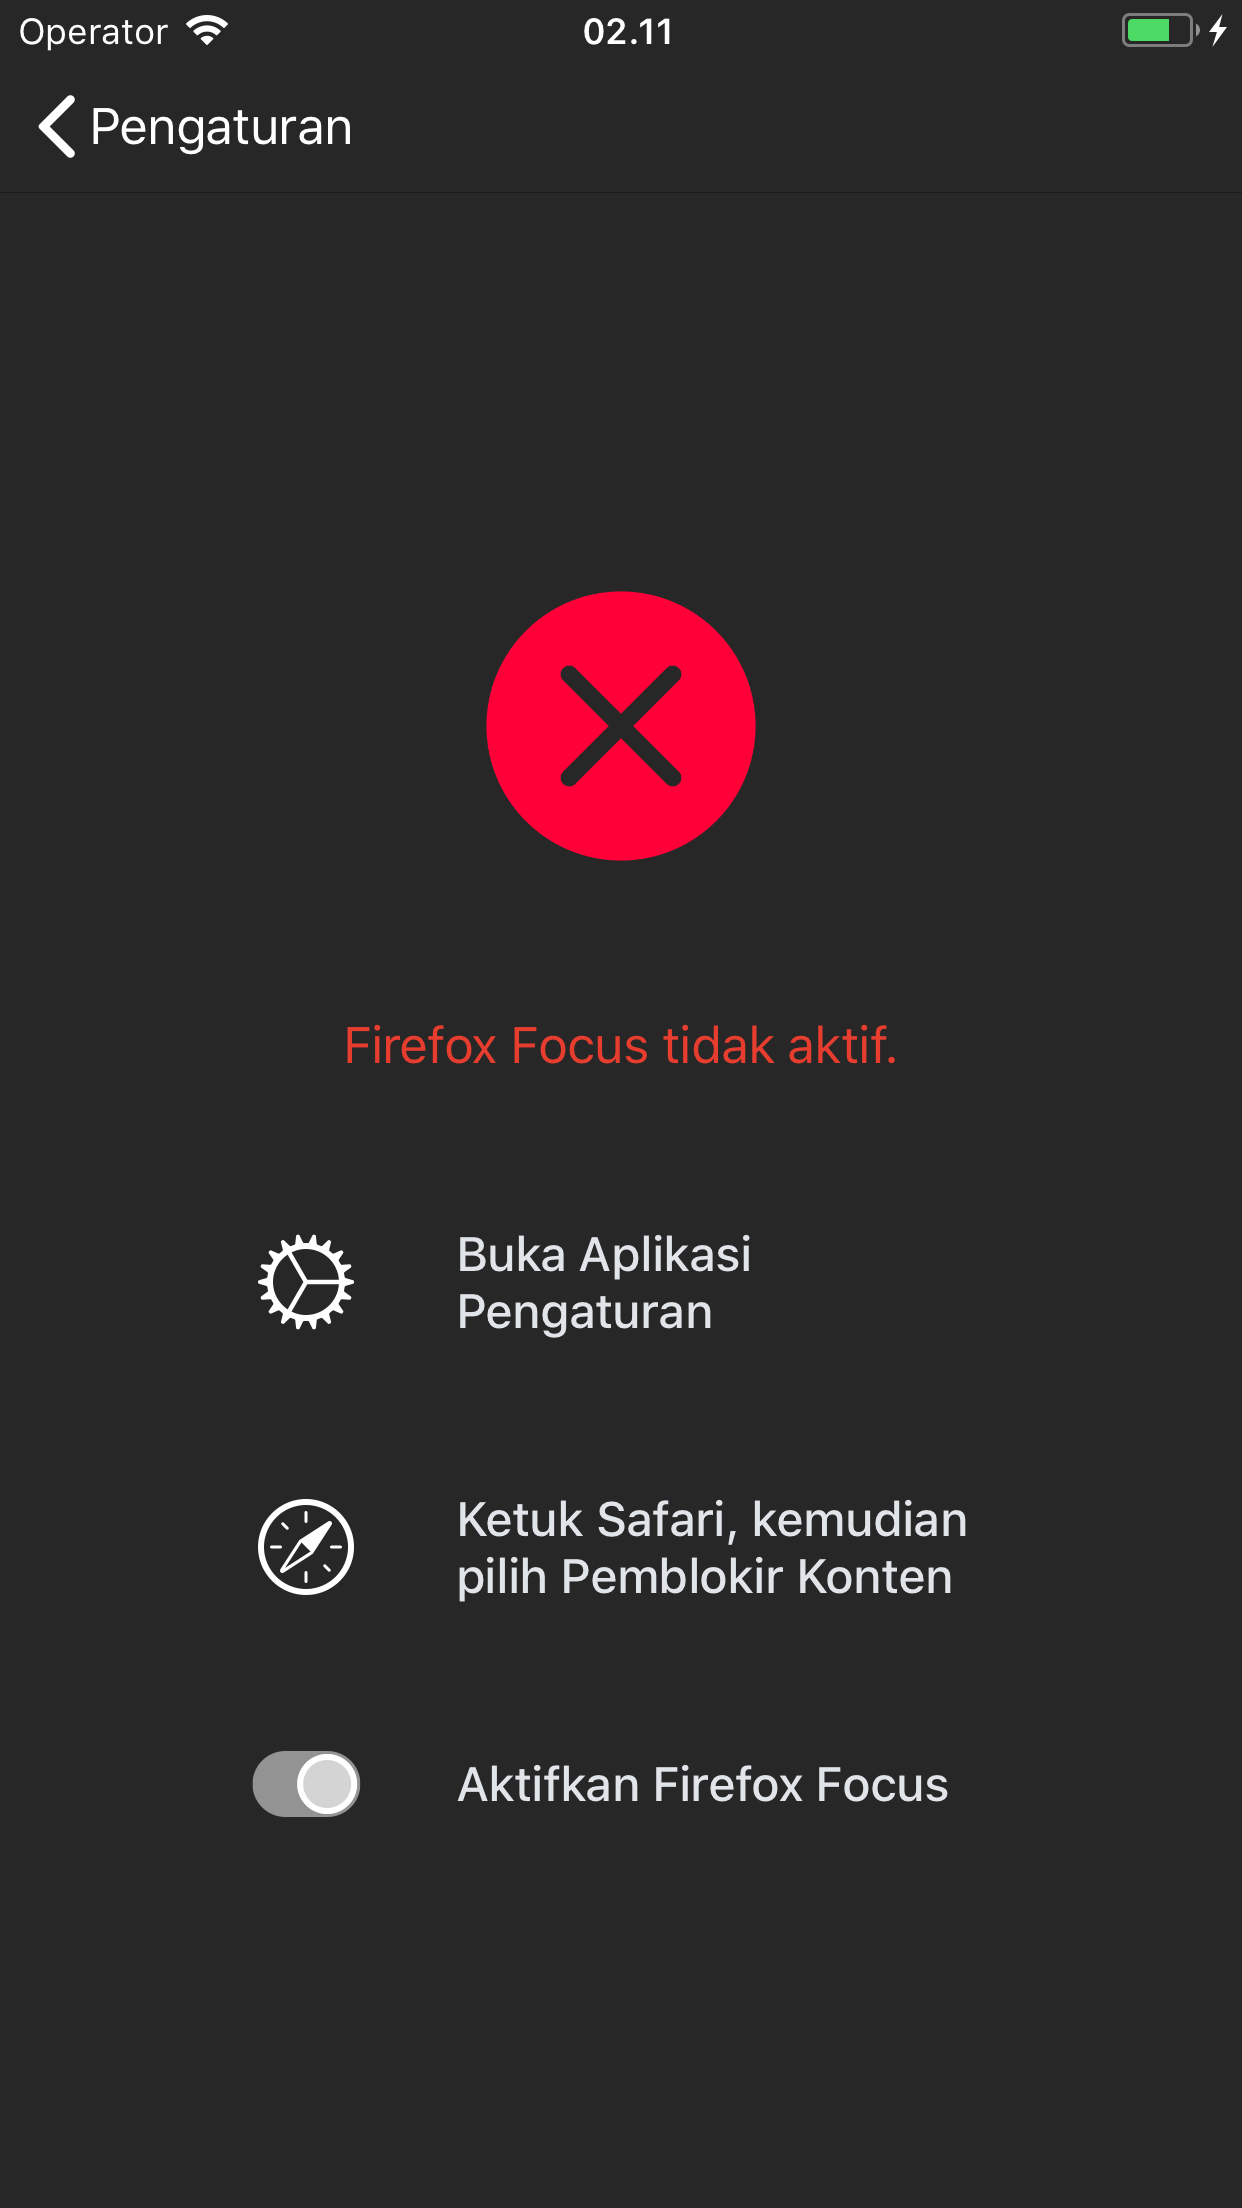 Operator
02.11
Pengaturan
Firefox Focus tidak aktif.
Buka Aplikasi
Pengaturan
Ketuk Safari, kemudian
pilih Pemblokir Konten
Aktifkan Firefox Focus